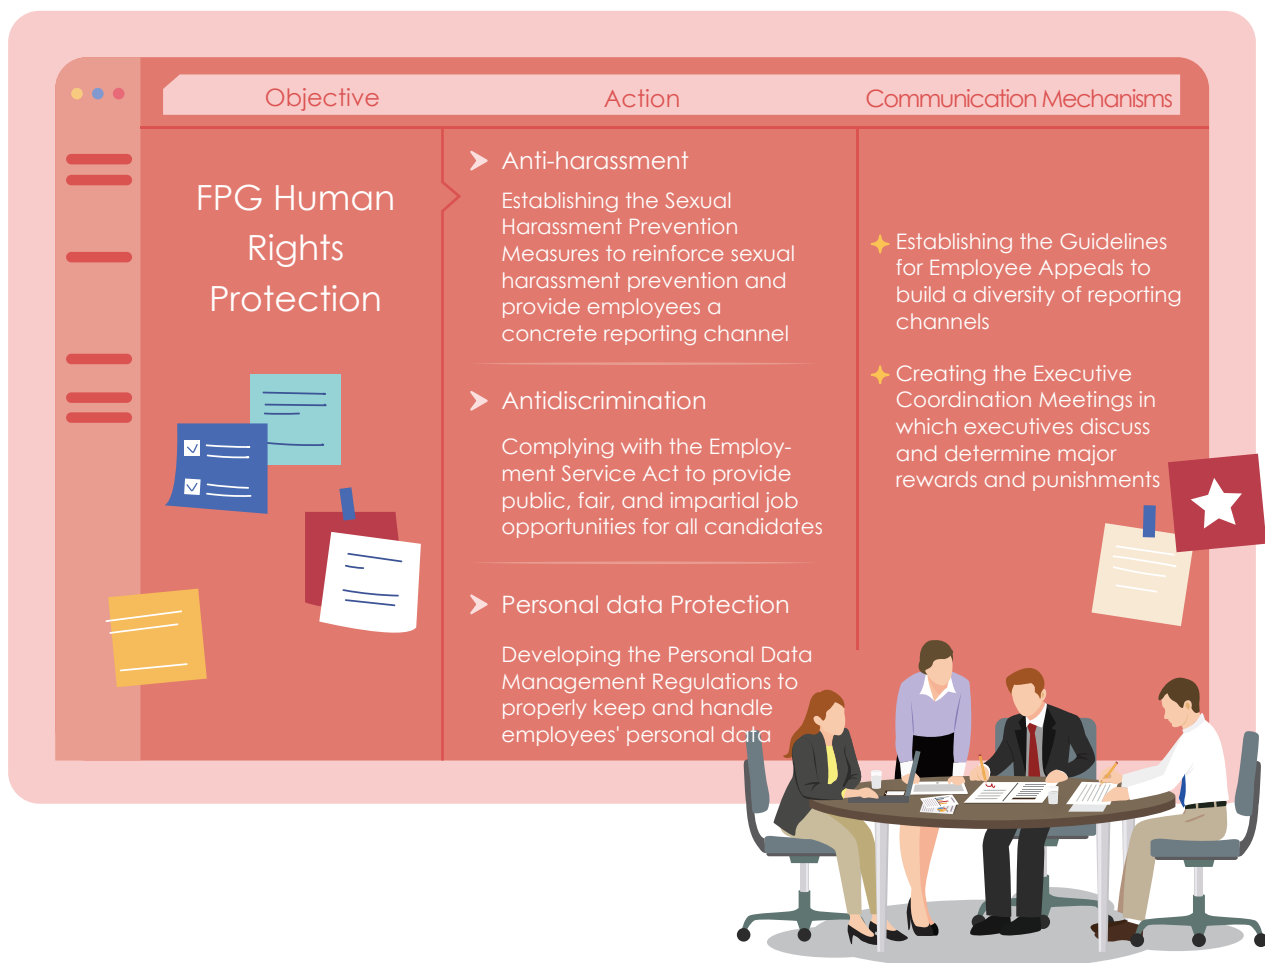 Objective
Action
Communication Mechanisms
FPG Human
Rights
Protection
Anti-harassment
Establishing the Sexual
Harassment Prevention
Measures to reinforce sexual
harassment prevention and
provide employees a
concrete reporting channel
Antidiscrimination
Complying with the Employ-
ment Service Act to provide
public, fair, and impartial job
opportunities for all candidates
Personal data Protection
Developing the Personal Data
Management Regulations to
properly keep and handle
employees' personal data
Establishing the Guidelines
for Employee Appeals to
build a diversity of reporting
channels
Creating the Executive
Coordination Meetings in
which executives discuss
and determine major
rewards and punishments